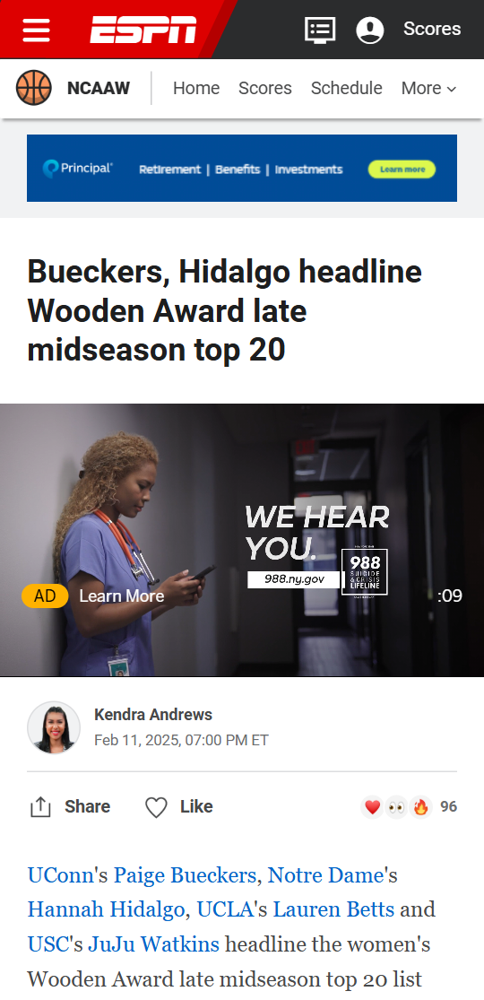 ESPN
Scores
NCAAW
Home
Scores
Schedule
More
Principal®
Retirement | Benefits | Investments
Learn more
Bueckers, Hidalgo headline
Wooden Award late
midseason top 20
WE HEAR
YOU.
988.ny.gov
988
SUICIDE
& CRISIS
LIFELINE
AD
Learn More
:09
Kendra Andrews
Feb 11, 2025, 07:00 PM ET
Share
Like
96
UConn's Paige Bueckers, Notre Dame's
Hannah Hidalgo, UCLA's Lauren Betts and
USC's JuJu Watkins headline the women's
Wooden Award late midseason top 20 list